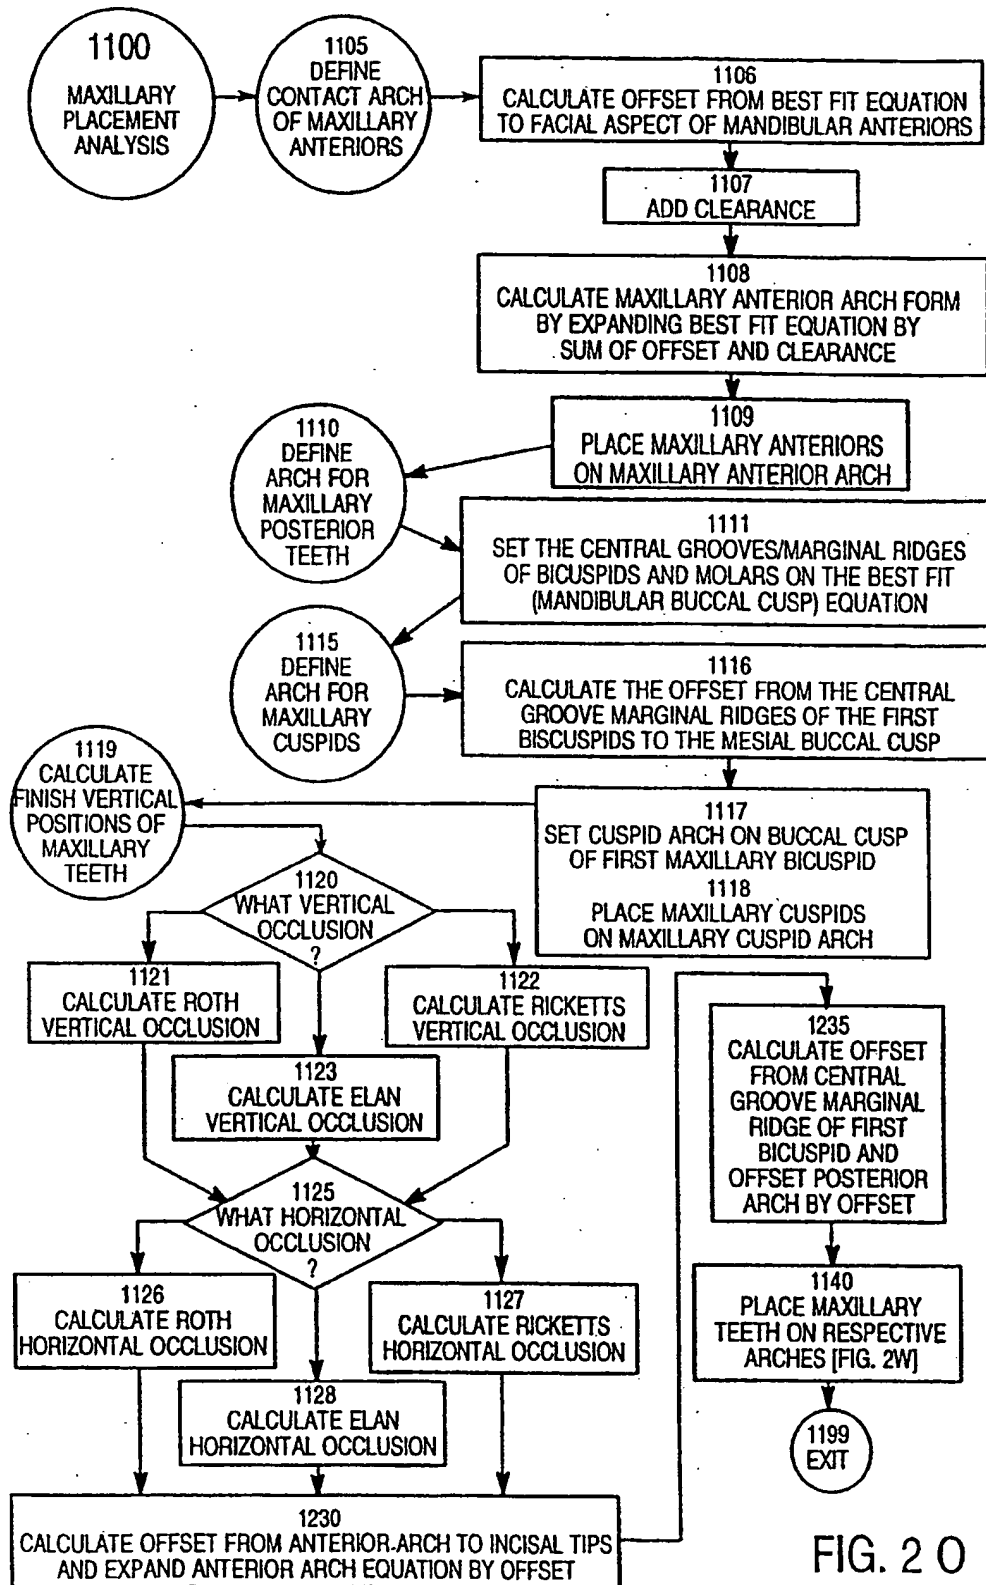 1100
MAXILLARY
PLACEMENT
ANALYSIS
1105
DEFINE
CONTACT ARCH
OF MAXILLARY
ANTERIORS
1106
CALCULATE OFFSET FROM BEST FIT EQUATION
TO FACIAL ASPECT OF MANDIBULAR ANTERIORS
1107
ADD CLEARANCE
1108
CALCULATE MAXILLARY ANTERIOR ARCH FORM
BY EXPANDING BEST FIT EQUATION BY
SUM OF OFFSET AND CLEARANCE
1109
PLACE MAXILLARY ANTERIORS
ON MAXILLARY ANTERIOR ARCH
1110
DEFINE
ARCH FOR
MAXILLARY
POSTERIOR
TEETH
1111
SET THE CENTRAL GROOVES/MARGINAL RIDGES
OF BICUSPIDS AND MOLARS ON THE BEST FIT
(MANDIBULAR BUCCAL CUSP) EQUATION
1115
DEFINE
ARCH FOR
MAXILLARY
CUSPIDS
1116
CALCULATE THE OFFSET FROM THE CENTRAL
GROOVE MARGINAL RIDGES OF THE FIRST
BISCUSPIDS TO THE MESIAL BUCCAL CUSP
1117
SET CUSPID ARCH ON BUCCAL CUSP
OF FIRST MAXILLARY BICUSPID
1118
PLACE MAXILLARY CUSPIDS
ON MAXILLARY CUSPID ARCH
1119
CALCULATE
FINISH VERTICAL
POSITIONS OF
MAXILLARY
TEETH
1120
WHAT VERTICAL
OCCLUSION
?
1121
CALCULATE ROTH
VERTICAL OCCLUSION
1122
CALCULATE RICKETTS
VERTICAL OCCLUSION
1123
CALCULATE ELAN
VERTICAL OCCLUSION
1125
WHAT HORIZONTAL
OCCLUSION
?
1126
CALCULATE ROTH
HORIZONTAL OCCLUSION
1127
CALCULATE RICKETTS
HORIZONTAL OCCLUSION
1128
CALCULATE ELAN
HORIZONTAL OCCLUSION
1230
CALCULATE OFFSET FROM ANTERIOR ARCH TO INCISAL TIPS
AND EXPAND ANTERIOR ARCH EQUATION BY OFFSET
1235
CALCULATE OFFSET
FROM CENTRAL
GROOVE MARGINAL
RIDGE OF FIRST
BICUSPID AND
OFFSET POSTERIOR
ARCH BY OFFSET
1140
PLACE MAXILLARY
TEETH ON RESPECTIVE
ARCHES [FIG. 2W]
1199
EXIT
FIG. 2 O